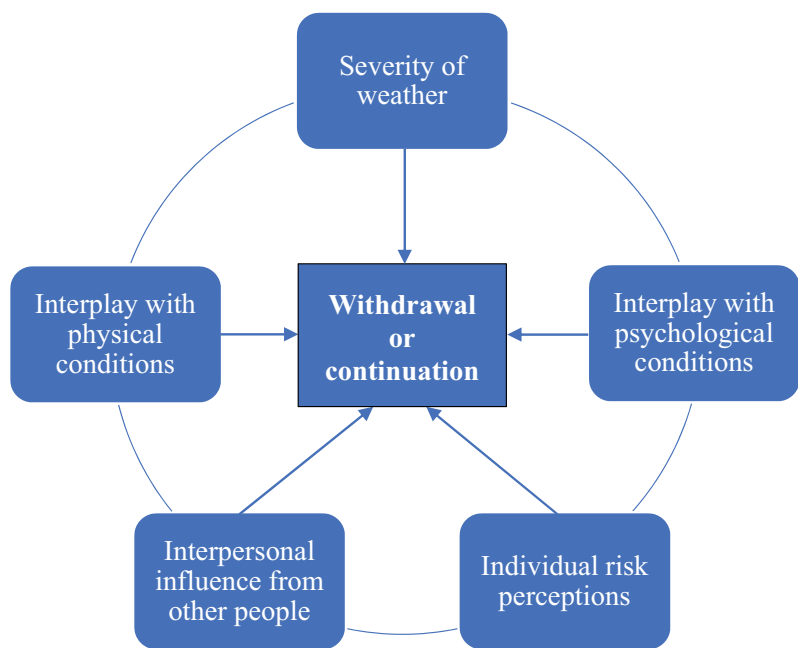 Severity of
weather
Interplay with
physical
conditions
Withdrawal
or
continuation
Interplay with
psychological
conditions
Interpersonal
influence from
other people
Individual risk
perceptions